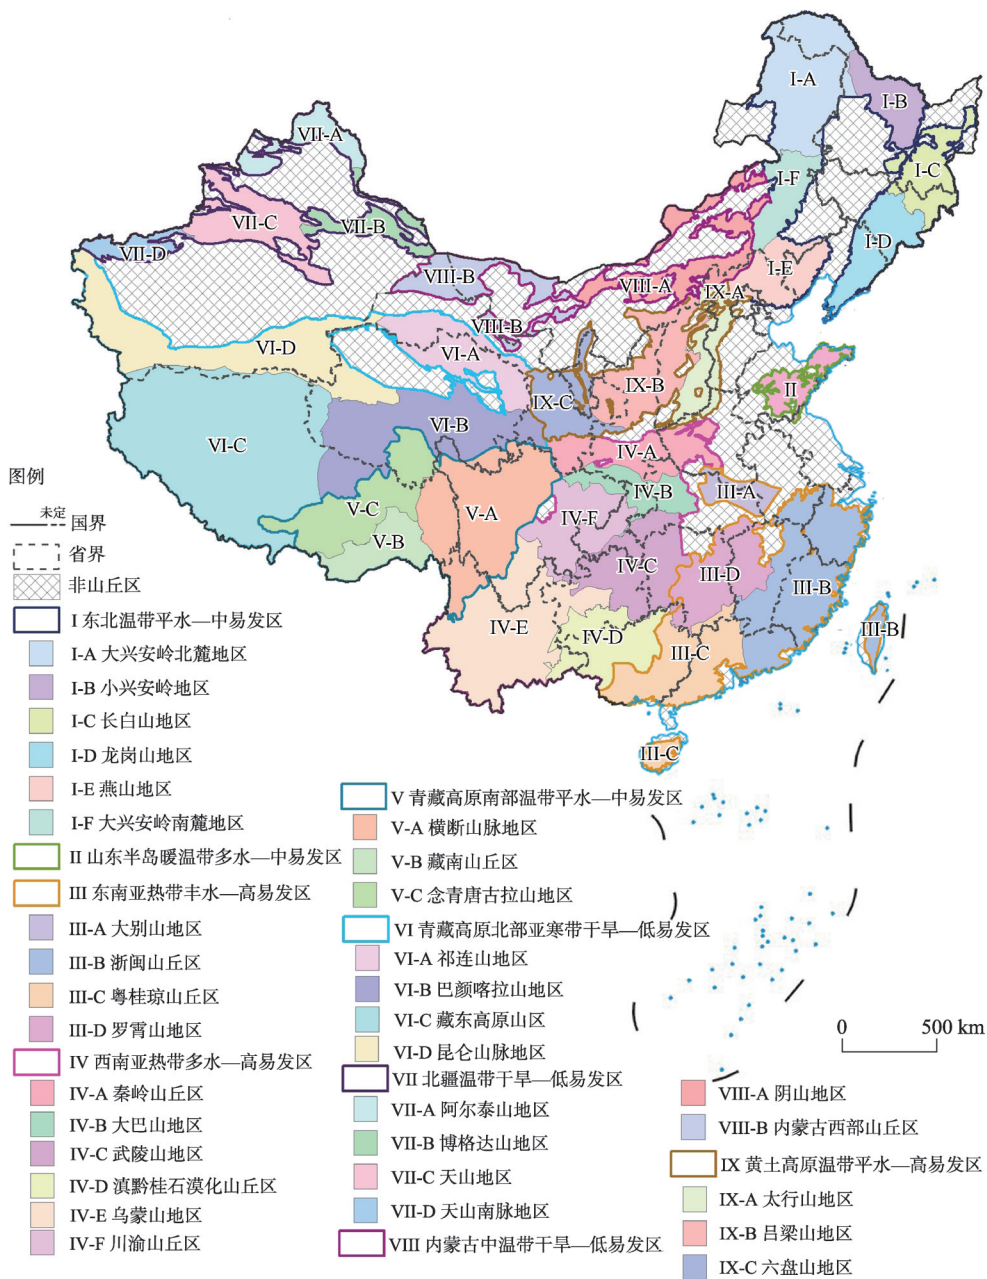 I-A
I-B
I-C
VII-A
I-F
I-D
VII-C
VII-B
VII-D
I-E
VIII-B
VIII-A
IX-A
VIII-B
VI-D
VI-A
IX-B
II
IX-C
VI-B
VI-C
IV-A
III-A
IV-B
V-C
V-A
IV-F
V-B
IV-C
III-D
III-B
IV-E
IV-D
III-B
III-C
III-C
图例
未定
国界
省界
非山丘区
I 东北温带平水—中易发区
I-A 大兴安岭北麓地区
I-B 小兴安岭地区
I-C 长白山地区
I-D 龙岗山地区
I-E 燕山地区
I-F 大兴安岭南麓地区
II 山东半岛暖温带多水—中易发区
III 东南亚热带丰水—高易发区
III-A 大别山地区
III-B 浙闽山丘区
III-C 粤桂琼山丘区
III-D 罗霄山地区
IV 西南亚热带多水—高易发区
IV-A 秦岭山丘区
IV-B 大巴山地区
IV-C 武陵山地区
IV-D 滇黔桂石漠化山丘区
IV-E 乌蒙山地区
IV-F 川渝山丘区
V 青藏高原南部温带平水—中易发区
V-A 横断山脉地区
V-B 藏南山丘区
V-C 念青唐古拉山地区
VI 青藏高原北部亚寒带干旱—低易发区
VI-A 祁连山地区
VI-B 巴颜喀拉山地区
VI-C 藏东高原山区
VI-D 昆仑山脉地区
VII 北疆温带干旱—低易发区
VII-A 阿尔泰山地区
VII-B 博格达山地区
VII-C 天山地区
VII-D 天山南脉地区
VIII 内蒙古中温带干旱—低易发区
VIII-A 阴山地区
VIII-B 内蒙古西部山丘区
IX 黄土高原温带平水—高易发区
IX-A 太行山地区
IX-B 吕梁山地区
IX-C 六盘山地区
0 500 km